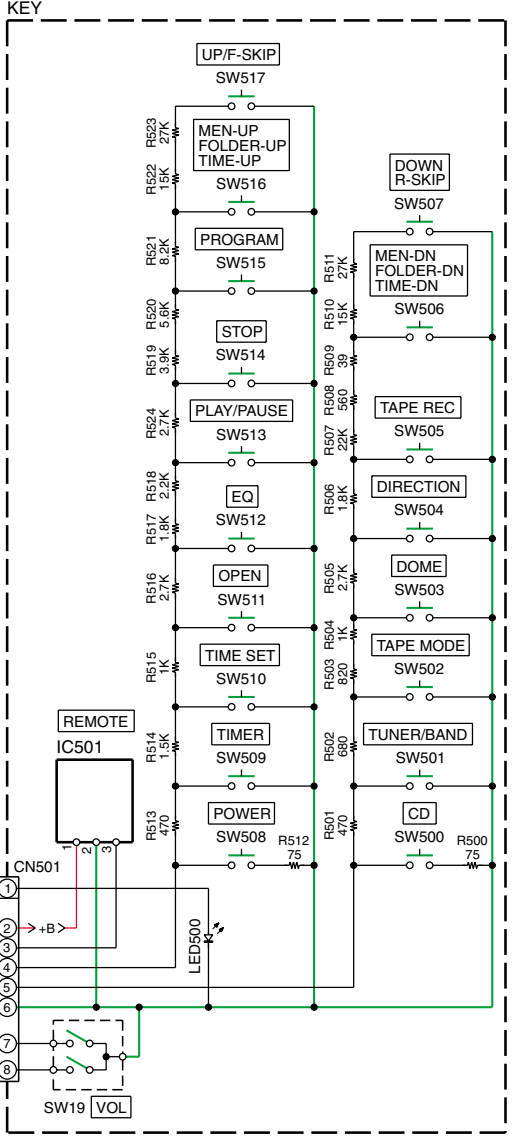 KEY
UP/F-SKIP
SW517
R523
27K
MEN-UP
FOLDER-UP
TIME-UP
R522
15K
SW516
DOWN
R-SKIP
SW507
R521
8.2K
PROGRAM
SW515
R511
27K
MEN-DN
FOLDER-DN
TIME-DN
R520
5.6K
R510
15K
SW506
STOP
SW514
R519
3.9K
R509
39
R524
2.7K
PLAY/PAUSE
SW513
R508
560
TAPE REC
SW505
R507
22K
R518
2.2K
EQ
SW512
R517
1.8K
R506
1.8K
DIRECTION
SW504
R516
2.7K
OPEN
SW511
R505
2.7K
DOME
SW503
R504
1K
R515
1K
TIME SET
SW510
R503
820
TAPE MODE
SW502
REMOTE
IC501
R514
1.5K
TIMER
SW509
R502
680
TUNER/BAND
SW501
R513
470
POWER
SW508
R512
75
R501
470
CD
SW500
R500
75
1
2
3
CN501
1
2
+B
3
4
5
6
7
8
LED500
SW19
VOL